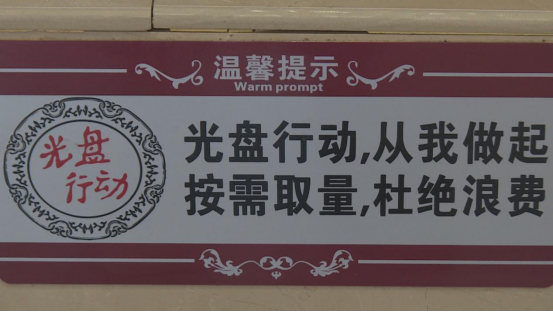 温馨提示
Warm prompt
光盘
行动
光盘行动,从我做起
按需取量,杜绝浪费